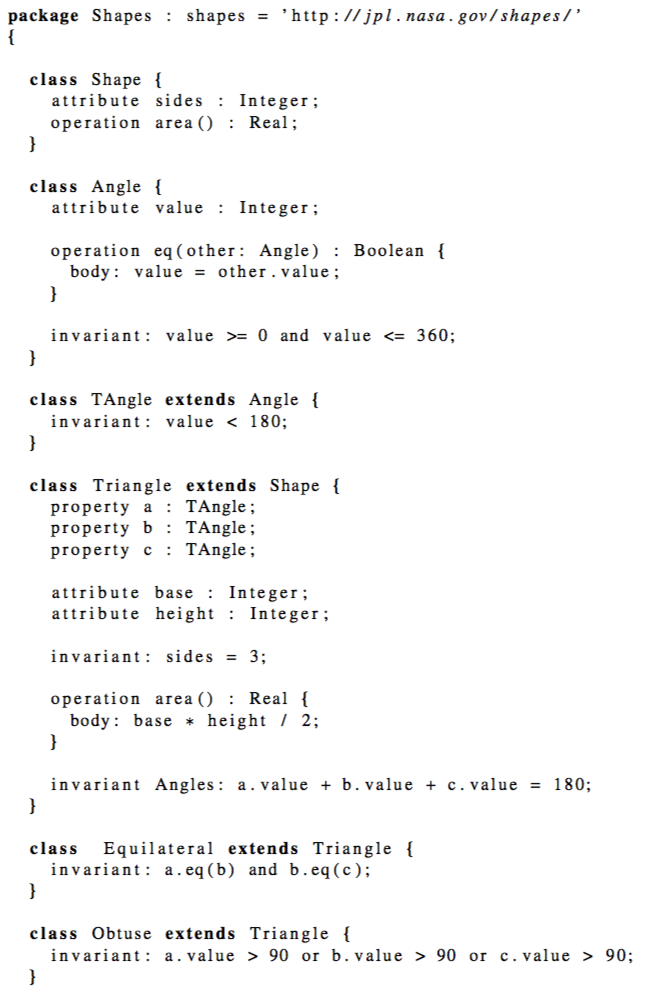 package Shapes : shapes = 'http://jpl.nasa.gov/shapes/'
{
class Shape {
attribute sides : Integer;
operation area() : Real;
}
class Angle {
attribute value : Integer;
operation eq(other: Angle) : Boolean {
body: value = other.value;
}
invariant: value >= 0 and value <= 360;
}
class TAngle extends Angle {
invariant: value < 180;
}
class Triangle extends Shape {
property a : TAngle;
property b : TAngle;
property c : TAngle;
attribute base : Integer;
attribute height : Integer;
invariant: sides = 3;
operation area() : Real {
body: base * height / 2;
}
invariant Angles: a.value + b.value + c.value = 180;
}
class Equilateral extends Triangle {
invariant: a.eq(b) and b.eq(c);
}
class Obtuse extends Triangle {
invariant: a.value > 90 or b.value > 90 or c.value > 90;
}